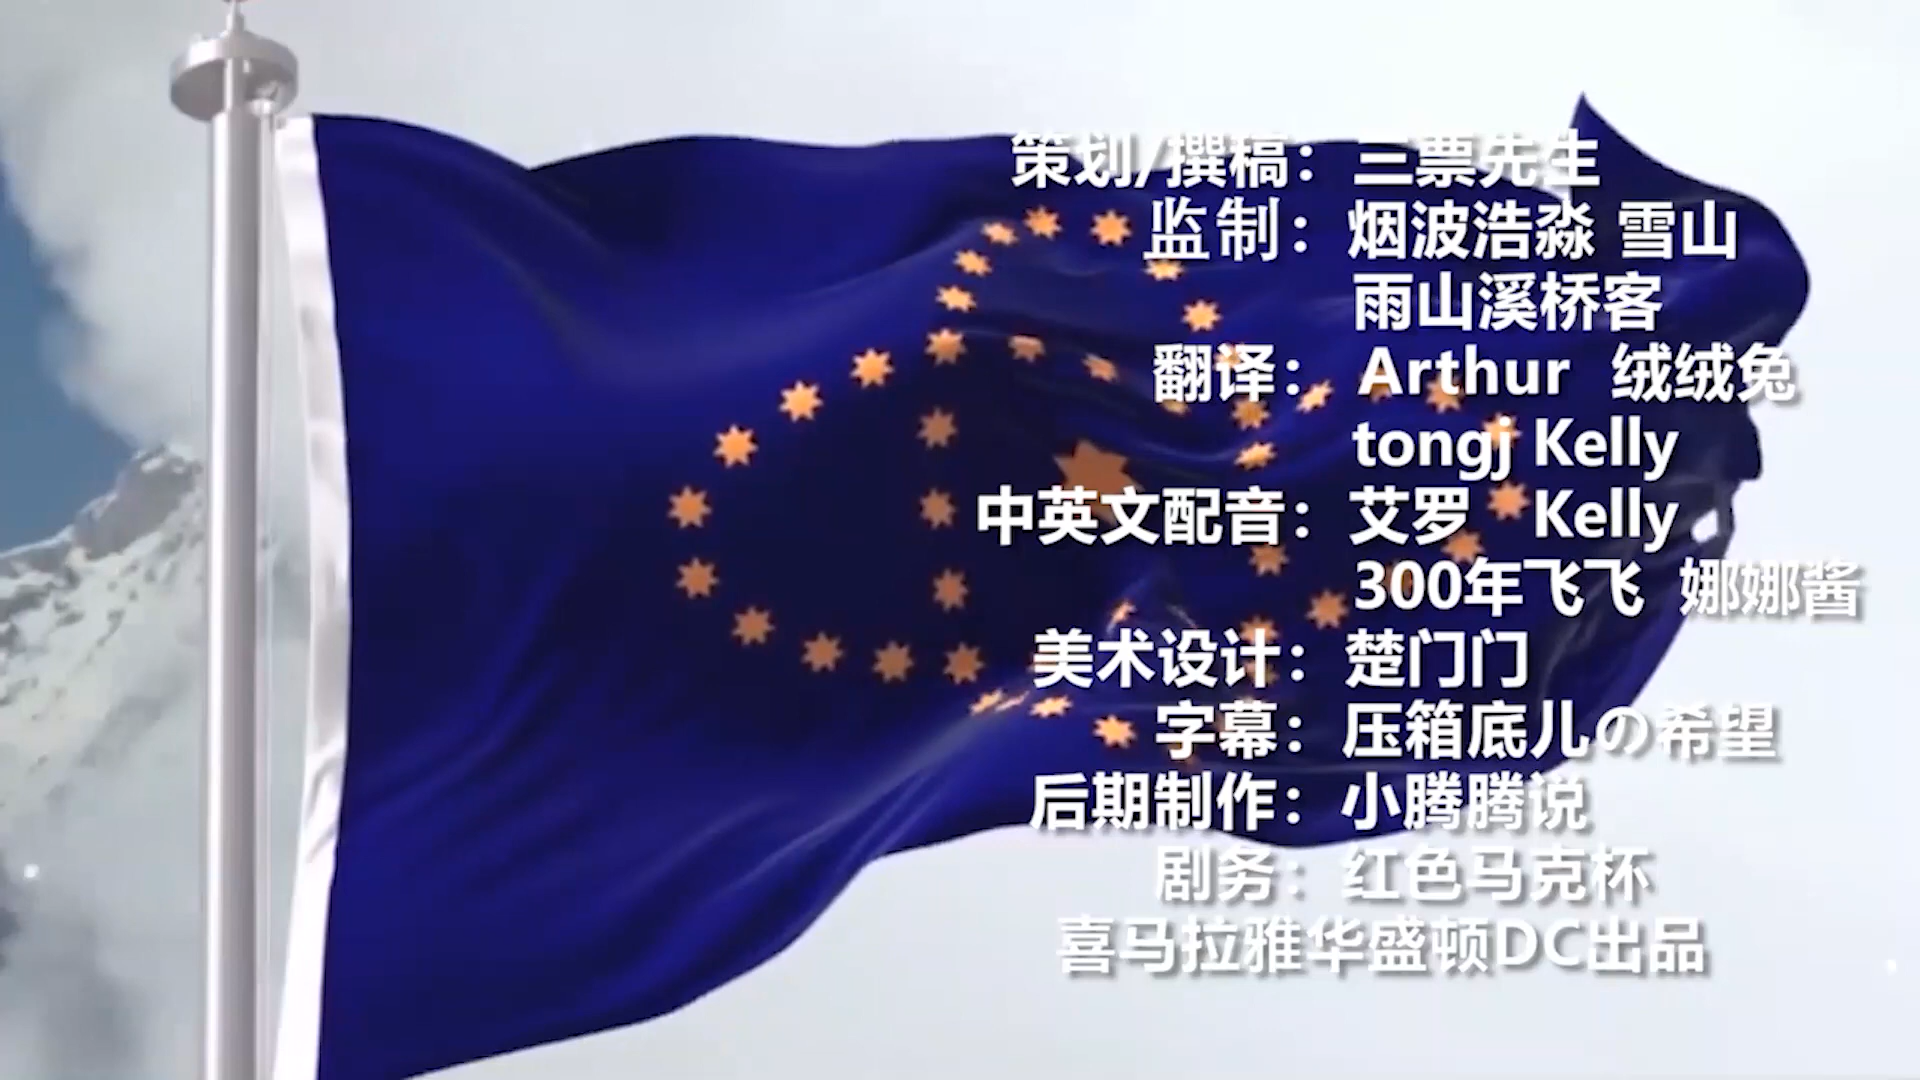 策划/撰稿：三票先生
监制：烟波浩淼 雪山
雨山溪桥客
翻译： Arthur 绒绒兔
tongj Kelly
中英文配音：艾罗 Kelly
300年飞飞 娜娜酱
美术设计：楚门门
字幕：压箱底儿の希望
后期制作：小腾腾说
剧务：红色马克杯
喜马拉雅华盛顿DC出品